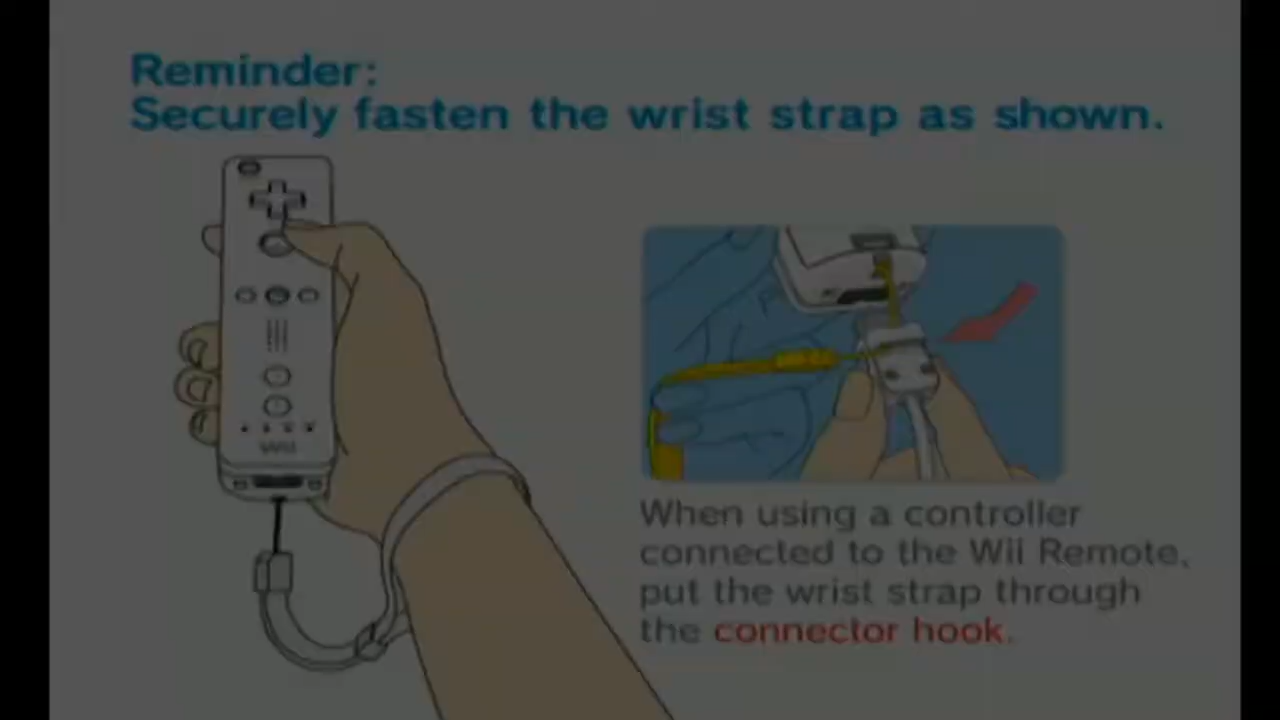 Reminder:
Securely fasten the wrist strap as shown.
Wii
When using a controller
connected to the Wii Remote,
put the wrist strap through
the connector hook.